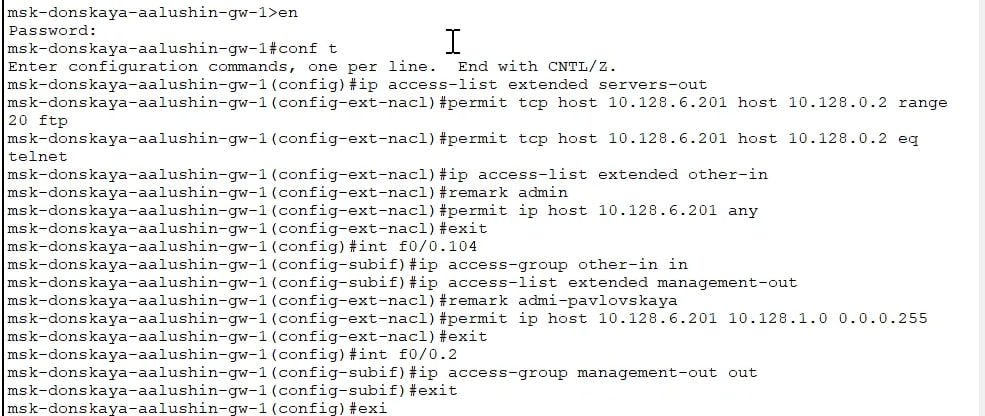 msk-donskaya-aalushin-gw-1>en
Password:
msk-donskaya-aalushin-gw-1#conf t
Enter configuration commands, one per line.  End with CNTL/Z.
msk-donskaya-aalushin-gw-1(config)#ip access-list extended servers-out
msk-donskaya-aalushin-gw-1(config-ext-nacl)#permit tcp host 10.128.6.201 host 10.128.0.2 range
20 ftp
msk-donskaya-aalushin-gw-1(config-ext-nacl)#permit tcp host 10.128.6.201 host 10.128.0.2 eq
telnet
msk-donskaya-aalushin-gw-1(config-ext-nacl)#ip access-list extended other-in
msk-donskaya-aalushin-gw-1(config-ext-nacl)#remark admin
msk-donskaya-aalushin-gw-1(config-ext-nacl)#permit ip host 10.128.6.201 any
msk-donskaya-aalushin-gw-1(config-ext-nacl)#exit
msk-donskaya-aalushin-gw-1(config)#int f0/0.104
msk-donskaya-aalushin-gw-1(config-subif)#ip access-group other-in in
msk-donskaya-aalushin-gw-1(config-subif)#ip access-list extended management-out
msk-donskaya-aalushin-gw-1(config-ext-nacl)#remark admi-pavlovskaya
msk-donskaya-aalushin-gw-1(config-ext-nacl)#permit ip host 10.128.6.201 10.128.1.0 0.0.0.255
msk-donskaya-aalushin-gw-1(config-ext-nacl)#exit
msk-donskaya-aalushin-gw-1(config)#int f0/0.2
msk-donskaya-aalushin-gw-1(config-subif)#ip access-group management-out out
msk-donskaya-aalushin-gw-1(config-subif)#exit
msk-donskaya-aalushin-gw-1(config)#exi